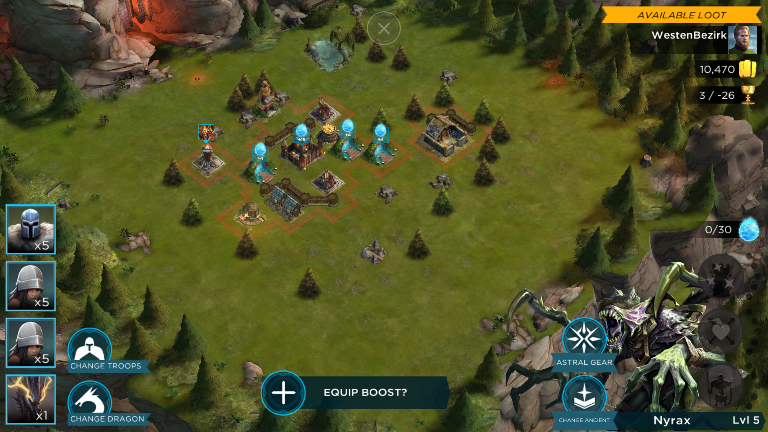 AVAILABLE LOOT
WestenBezirk
10,470
3 / -26
0/30
x5
x5
x5
x1
CHANGE TROOPS
CHANGE DRAGON
EQUIP BOOST?
ASTRAL GEAR
CHANGE ANCIENT
Nyrax Lvl 5